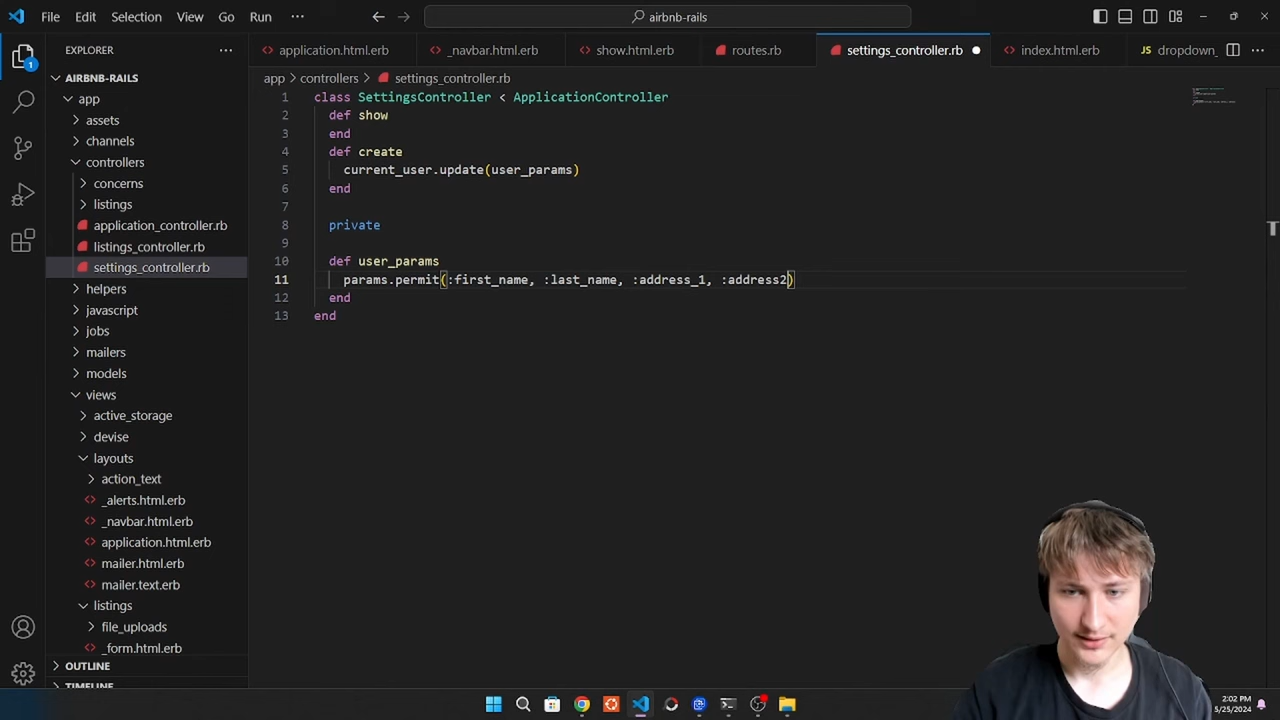 File Edit Selection View Go Run ··· airbnb-rails
EXPLORER ···
application.html.erb _navbar.html.erb show.html.erb routes.rb settings_controller.rb index.html.erb dropdown_ ···
AIRBNB-RAILS
app
assets
channels
controllers
concerns
listings
application_controller.rb
listings_controller.rb
settings_controller.rb
helpers
javascript
jobs
mailers
models
views
active_storage
devise
layouts
action_text
_alerts.html.erb
_navbar.html.erb
application.html.erb
mailer.html.erb
mailer.text.erb
listings
file_uploads
_form.html.erb
OUTLINE
TIMELINE
app > controllers > settings_controller.rb
1 class SettingsController < ApplicationController
2 def show
3 end
4 def create
5 current_user.update(user_params)
6 end
7
8 private
9
10 def user_params
11 params.permit(:first_name, :last_name, :address_1, :address2)
12 end
13 end
1
2:02 PM
5/25/2024